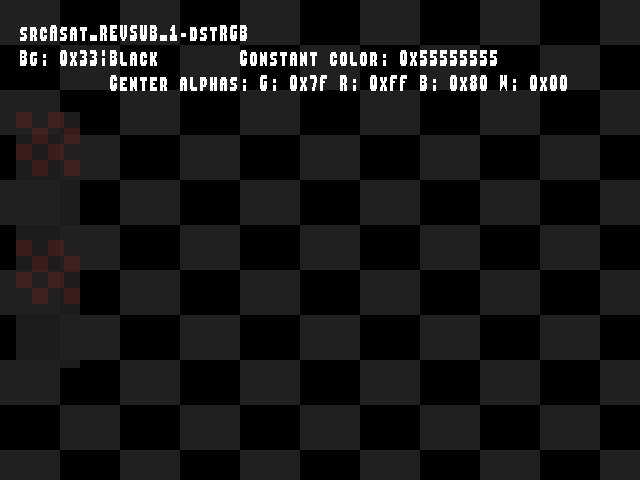 srcAsat_REVSUB_1-dstRGB
Bg: 0x33;Black Constant color: 0x55555555
Center alphas: G: 0x7f R: 0xff B: 0x80 W: 0x00